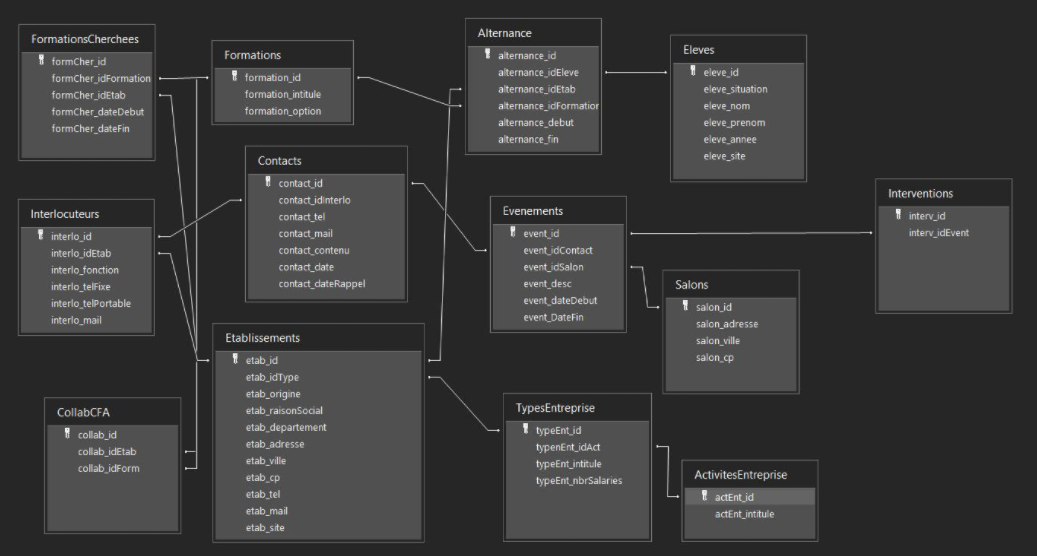 FormationsCherchees
formCher_id
formCher_idFormation
formCher_idEtab
formCher_dateDebut
formCher_dateFin
Formations
formation_id
formation_intitule
formation_option
Alternance
alternance_id
alternance_idEleve
alternance_idEtab
alternance_idFormation
alternance_debut
alternance_fin
Eleves
eleve_id
eleve_situation
eleve_nom
eleve_prenom
eleve_annee
eleve_site
Interlocuteurs
interlo_id
interlo_idEtab
interlo_fonction
interlo_telFixe
interlo_telPortable
interlo_mail
Contacts
contact_id
contact_idInterlo
contact_tel
contact_mail
contact_contenu
contact_date
contact_dateRappel
Evenements
event_id
event_idContact
event_idSalon
event_desc
event_dateDebut
event_DateFin
Interventions
interv_id
interv_idEvent
Salons
salon_id
salon_adresse
salon_ville
salon_cp
CollabCFA
collab_id
collab_idEtab
collab_idForm
Etablissements
etab_id
etab_idType
etab_origine
etab_raisonSocial
etab_departement
etab_adresse
etab_ville
etab_cp
etab_tel
etab_mail
etab_site
TypesEntreprise
typeEnt_id
typenEnt_idAct
typeEnt_intitule
typeEnt_nbrSalaries
ActivitesEntreprise
actEnt_id
actEnt_intitule